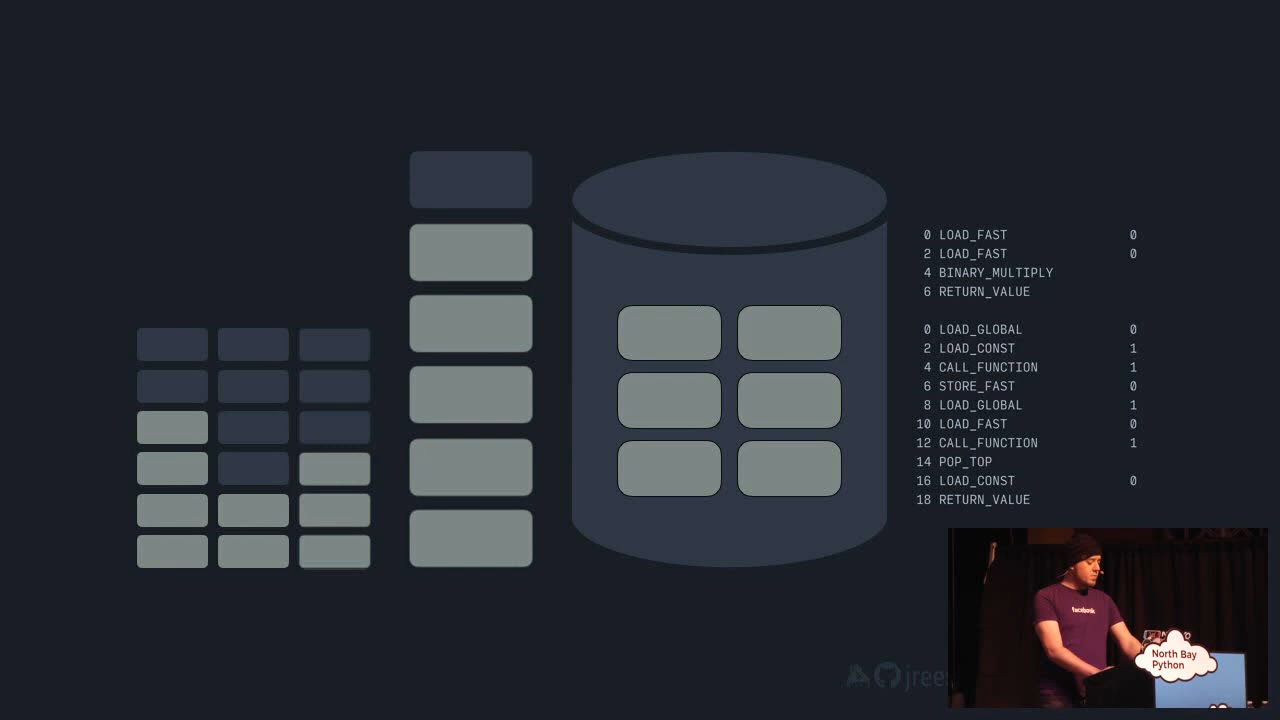 0 LOAD_FAST 0
2 LOAD_FAST 0
4 BINARY_MULTIPLY
6 RETURN_VALUE
0 LOAD_GLOBAL 0
2 LOAD_CONST 1
4 CALL_FUNCTION 1
6 STORE_FAST 0
8 LOAD_GLOBAL 1
10 LOAD_FAST 0
12 CALL_FUNCTION 1
14 POP_TOP
16 LOAD_CONST 0
18 RETURN_VALUE
facebook
North Bay
Python